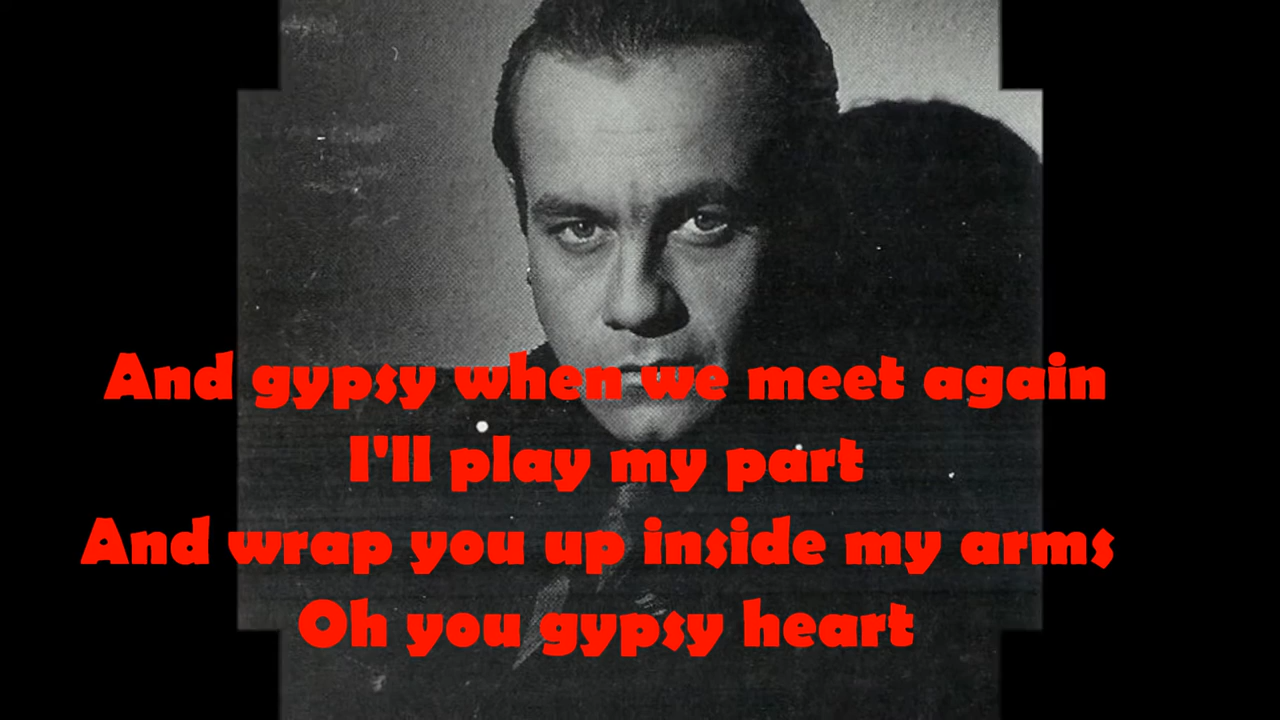 And gypsy when we meet again
I'll play my part
And wrap you up inside my arms
Oh you gypsy heart